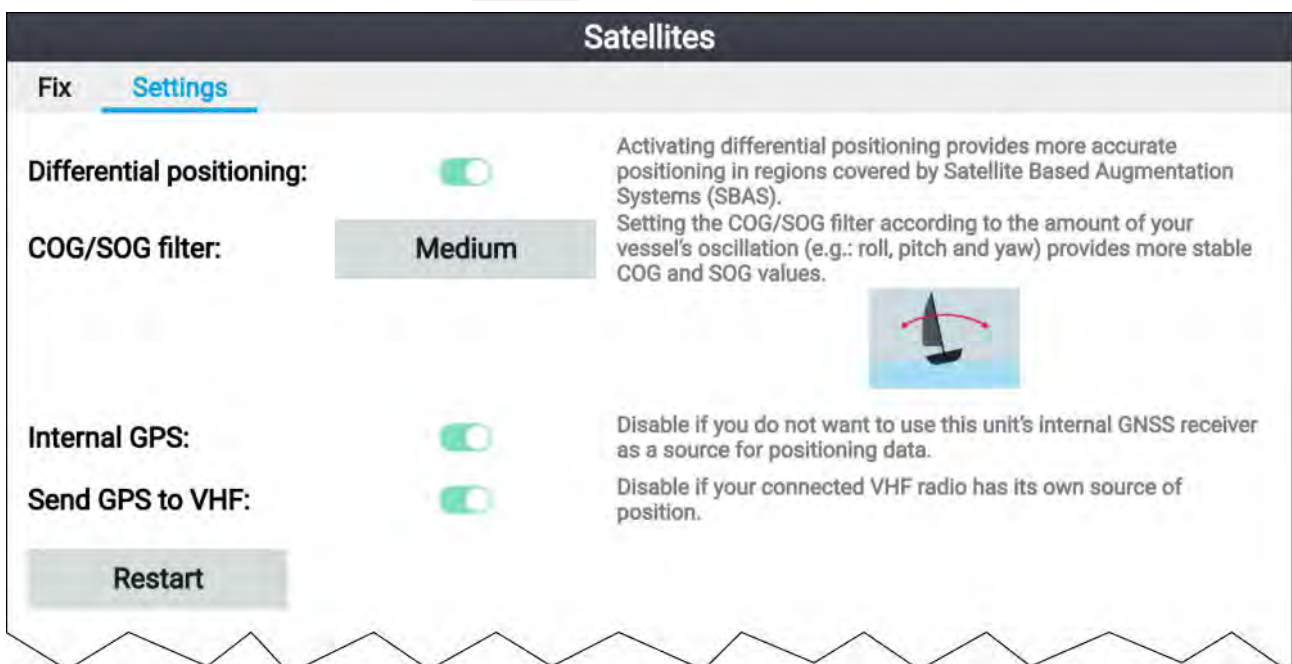 Satellites
Fix Settings
Differential positioning:
Activating differential positioning provides more accurate
positioning in regions covered by Satellite Based Augmentation
Systems (SBAS).
COG/SOG filter:
Medium
Setting the COG/SOG filter according to the amount of your
vessel's oscillation (e.g.: roll, pitch and yaw) provides more stable
COG and SOG values.
Internal GPS:
Disable if you do not want to use this unit's internal GNSS receiver
as a source for positioning data.
Send GPS to VHF:
Disable if your connected VHF radio has its own source of
position.
Restart